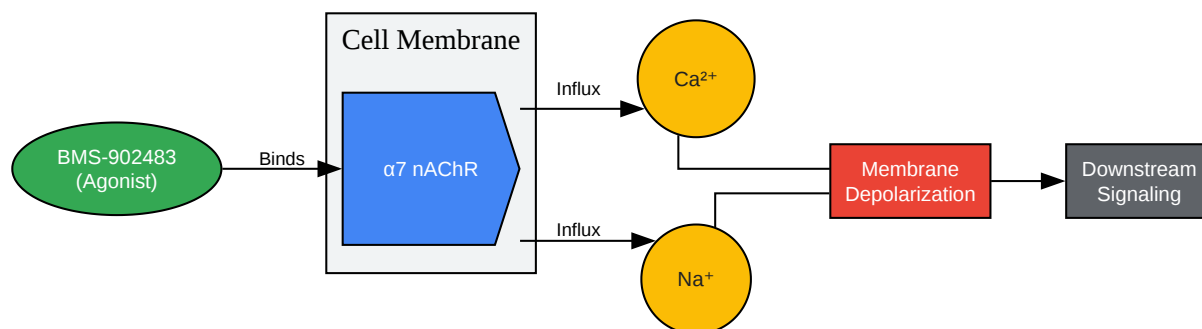 Cell Membrane
BMS-902483
(Agonist)
Binds
α7 nAChR
Influx
Ca²⁺
Influx
Na⁺
Membrane
Depolarization
Downstream
Signaling